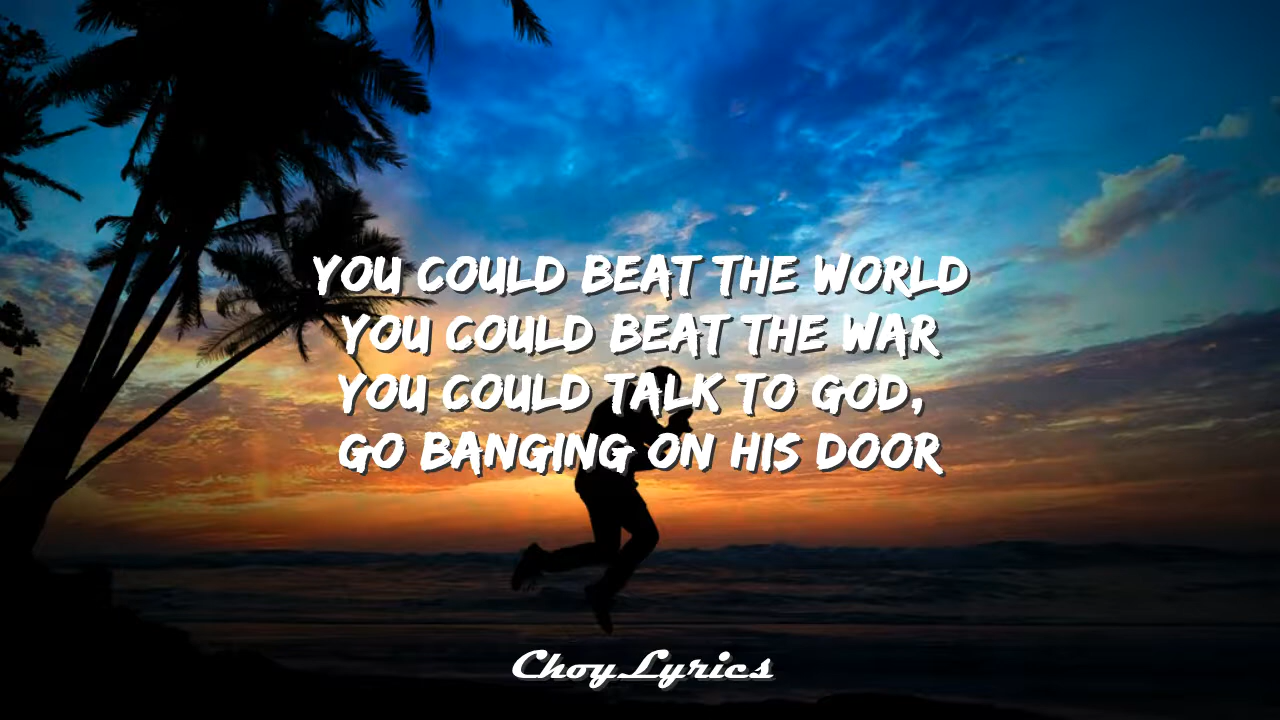 YOU COULD BEAT THE WORLD
YOU COULD BEAT THE WAR
YOU COULD TALK TO GOD,
GO BANGING ON HIS DOOR
ChoyLyrics